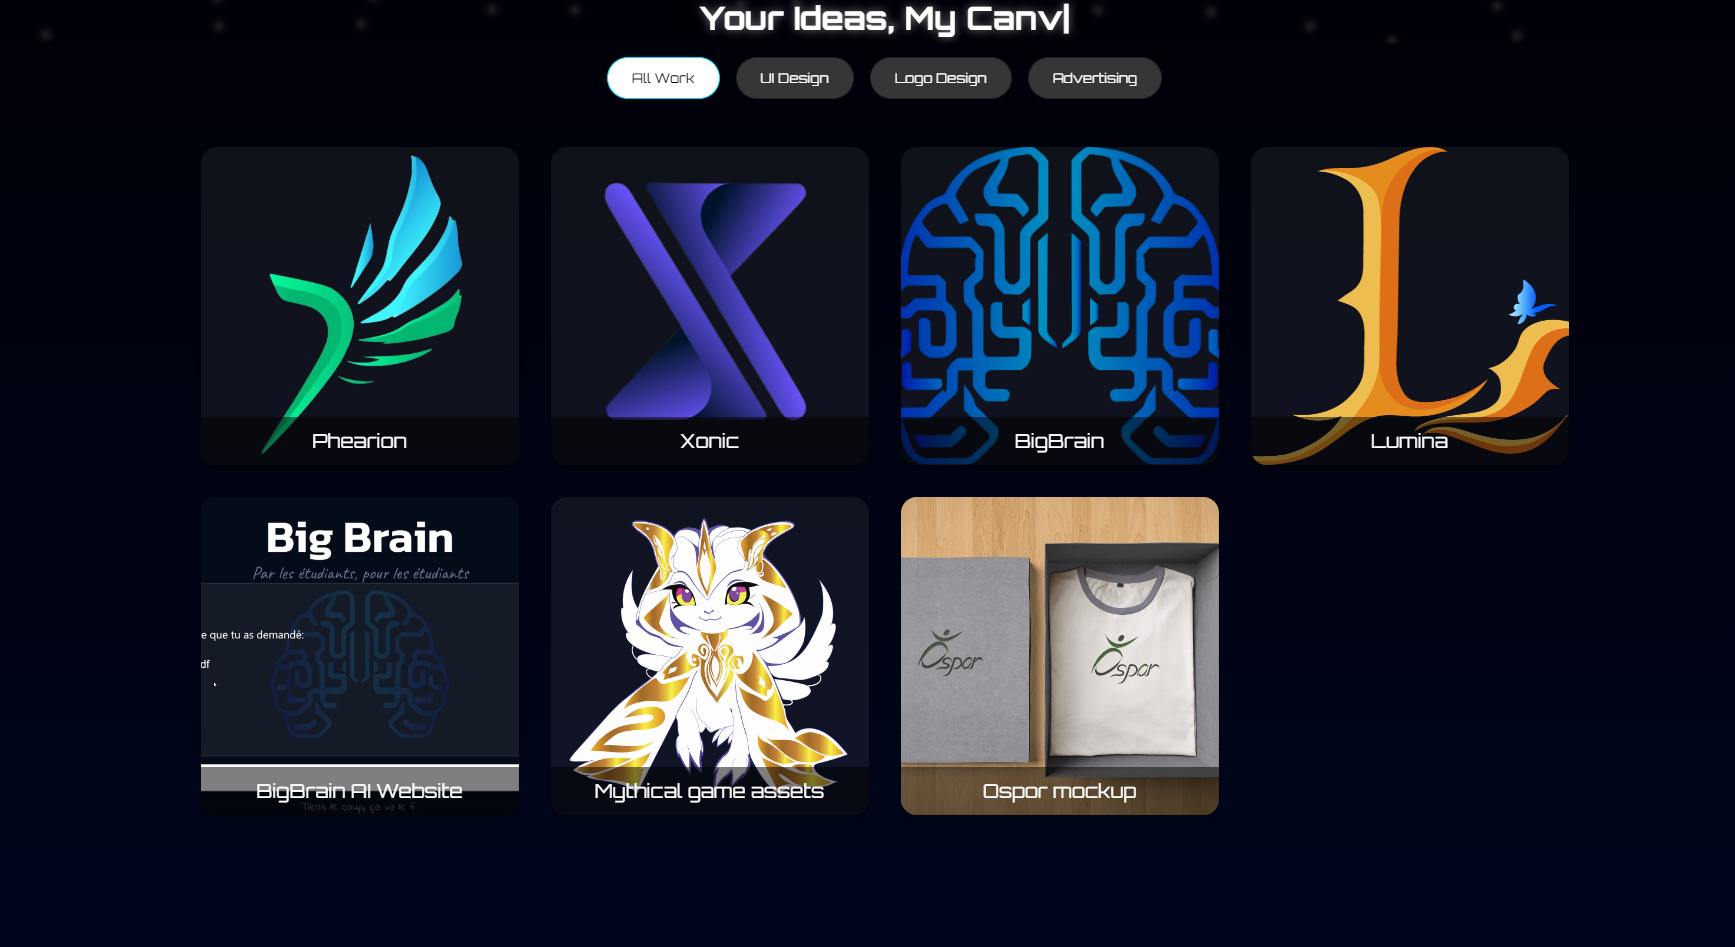 Your Ideas, My Canv
All Work
UI Design
Logo Design
Advertising
Phearion
Xonic
BigBrain
Lumina
Big Brain
Par les étudiants, pour les étudiants
e que tu as demandé:
df
BigBrain AI Website
Tiens le coup, ça va le f
Mythical game assets
Ospor
Ospor
Ospor mockup